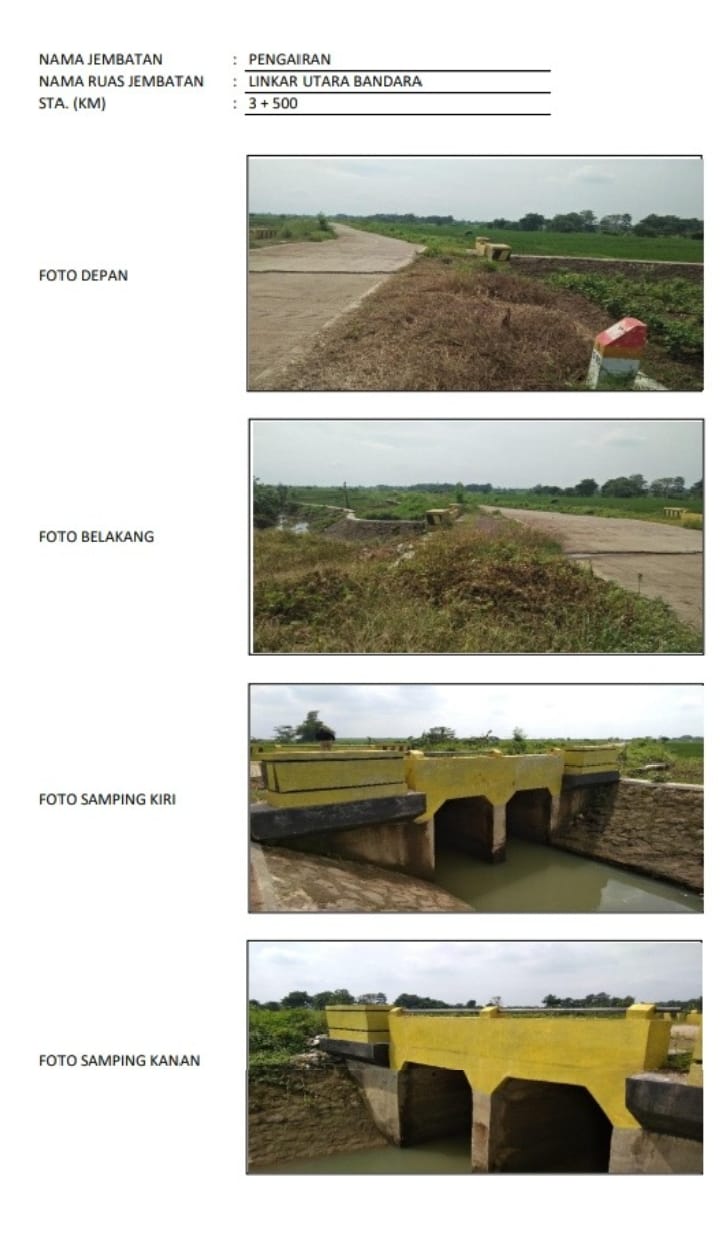 NAMA JEMBATAN : PENGAIRAN
NAMA RUAS JEMBATAN : LINKAR UTARA BANDARA
STA. (KM) : 3 + 500
FOTO DEPAN
FOTO BELAKANG
FOTO SAMPING KIRI
FOTO SAMPING KANAN